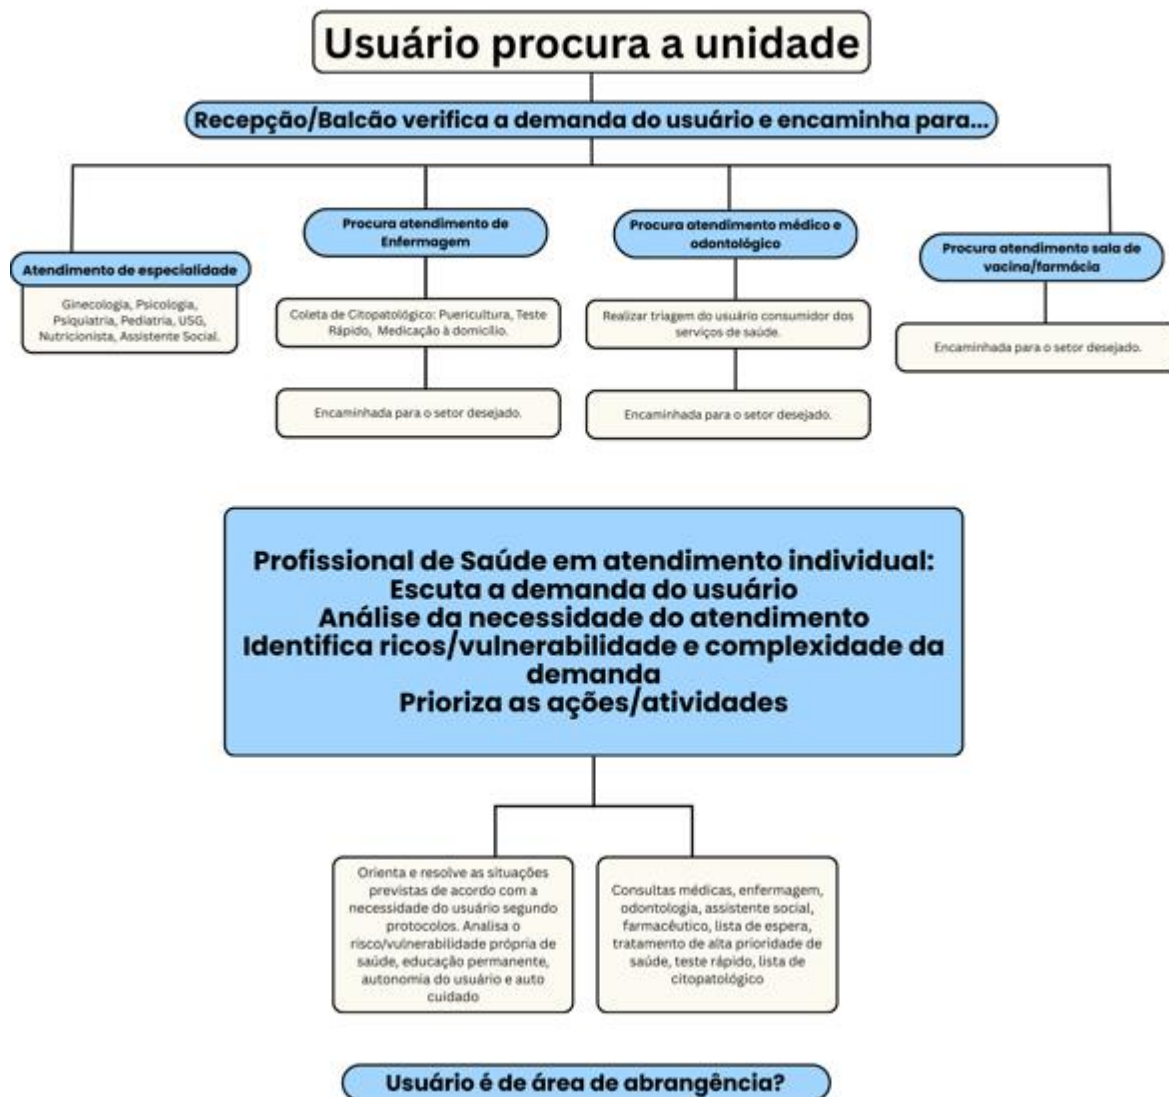 Usuário procura a unidade
Recepção/Balcão verifica a demanda do usuário e encaminha para...
Atendimento de especialidade
Ginecologia, Psicologia,
Psiquiatria, Pediatria, USG,
Nutricionista, Assistente Social.
Procura atendimento de
Enfermagem
Coleta de Citopatológico: Puericultura, Teste
Rápido, Medicação à domicílio.
Encaminhada para o setor desejado.
Procura atendimento médico e
odontológico
Realizar triagem do usuário consumidor dos
serviços de saúde.
Encaminhada para o setor desejado.
Procura atendimento sala de
vacina/farmácia
Encaminhada para o setor desejado.
Profissional de Saúde em atendimento individual:
Escuta a demanda do usuário
Análise da necessidade do atendimento
Identifica ricos/vulnerabilidade e complexidade da
demanda
Prioriza as ações/atividades
Orienta e resolve as situações
previstas de acordo com a
necessidade do usuário segundo
protocolos. Analisa o
risco/vulnerabilidade própria de
saúde, educação permanente,
autonomia do usuário e auto
cuidado
Consultas médicas, enfermagem,
odontologia, assistente social,
farmacêutico, lista de espera,
tratamento de alta prioridade de
saúde, teste rápido, lista de
citopatológico
Usuário é de área de abrangência?